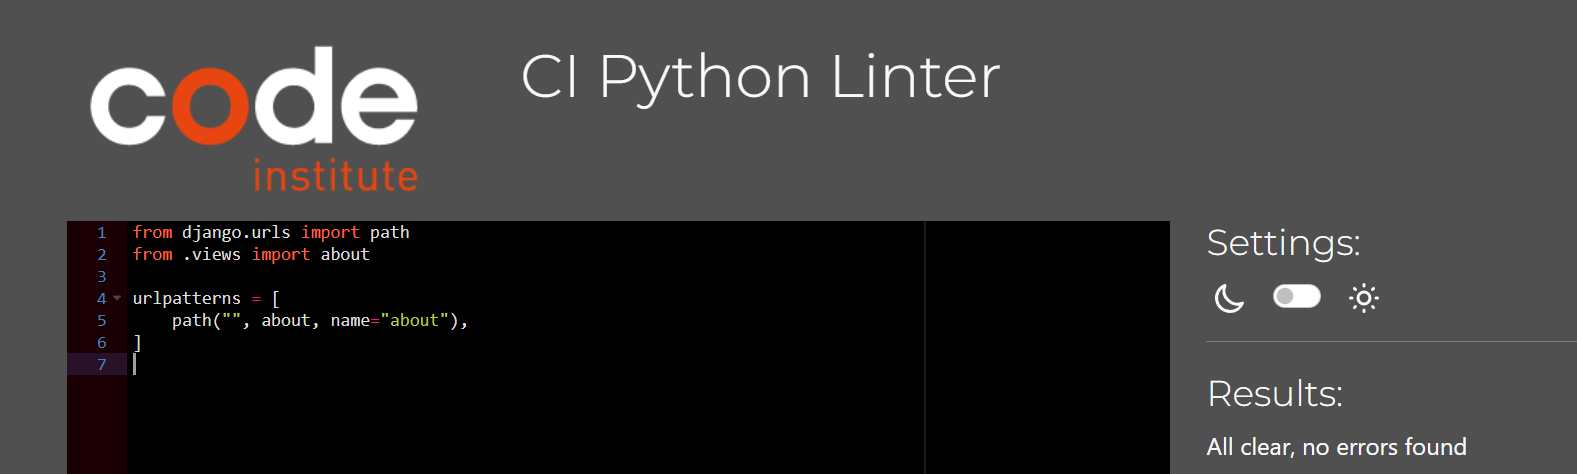 code
institute
CI Python Linter
1 from django.urls import path
2 from .views import about
3
4 urlpatterns = [
5     path("", about, name="about"),
6 ]
7
Settings:
Results:
All clear, no errors found